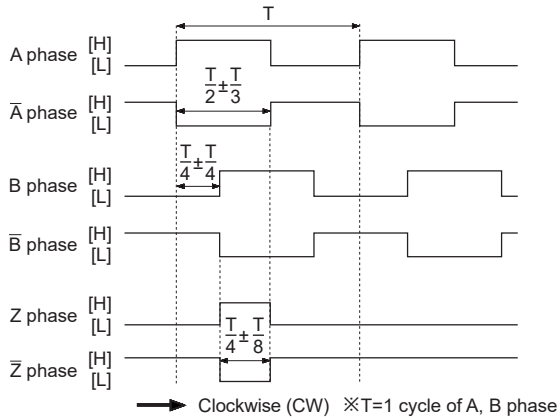 T
A phase [H]
[L]
T/2 ± T/3
A̅ phase [H]
[L]
T/4 ± T/4
B phase [H]
[L]
B̅ phase [H]
[L]
Z phase [H]
[L]
T/4 ± T/8
Z̅ phase [H]
[L]
Clockwise (CW) ※T=1 cycle of A, B phase